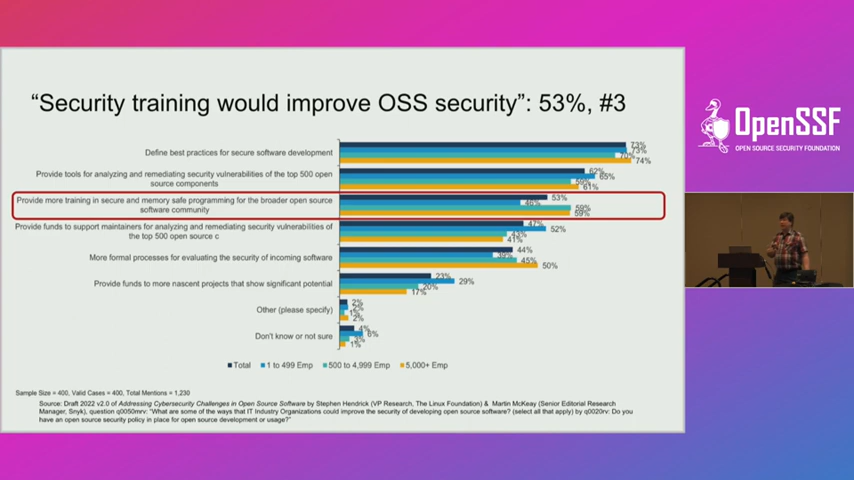 “Security training would improve OSS security”: 53%, #3
OpenSSF
OPEN SOURCE SECURITY FOUNDATION
Define best practices for secure software development
73%
73%
70%
74%
Provide tools for analyzing and remediating security vulnerabilities of the top 500 open
source components
62%
65%
61%
Provide more training in secure and memory safe programming for the broader open source
software community
53%
46%
59%
59%
Provide funds to support maintainers for analyzing and remediating security vulnerabilities of
the top 500 open source c
47%
52%
43%
41%
More formal processes for evaluating the security of incoming software
44%
39%
45%
50%
Provide funds to more nascent projects that show significant potential
23%
29%
20%
17%
Other (please specify)
2%
2%
1%
2%
Don't know or not sure
4%
6%
3%
1%
Total 1 to 499 Emp 500 to 4,999 Emp 5,000+ Emp
Sample Size = 400, Valid Cases = 400, Total Mentions = 1,230
Source: Draft 2022 v2.0 of Addressing Cybersecurity Challenges in Open Source Software by Stephen Hendrick (VP Research, The Linux Foundation) & Martin McKeay (Senior Editorial Research
Manager, Snyk), question q0050mrv: “What are some of the ways that IT Industry Organizations could improve the security of developing open source software? (select all that apply) by q0020rv: Do you
have an open source security policy in place for open source development or usage?”